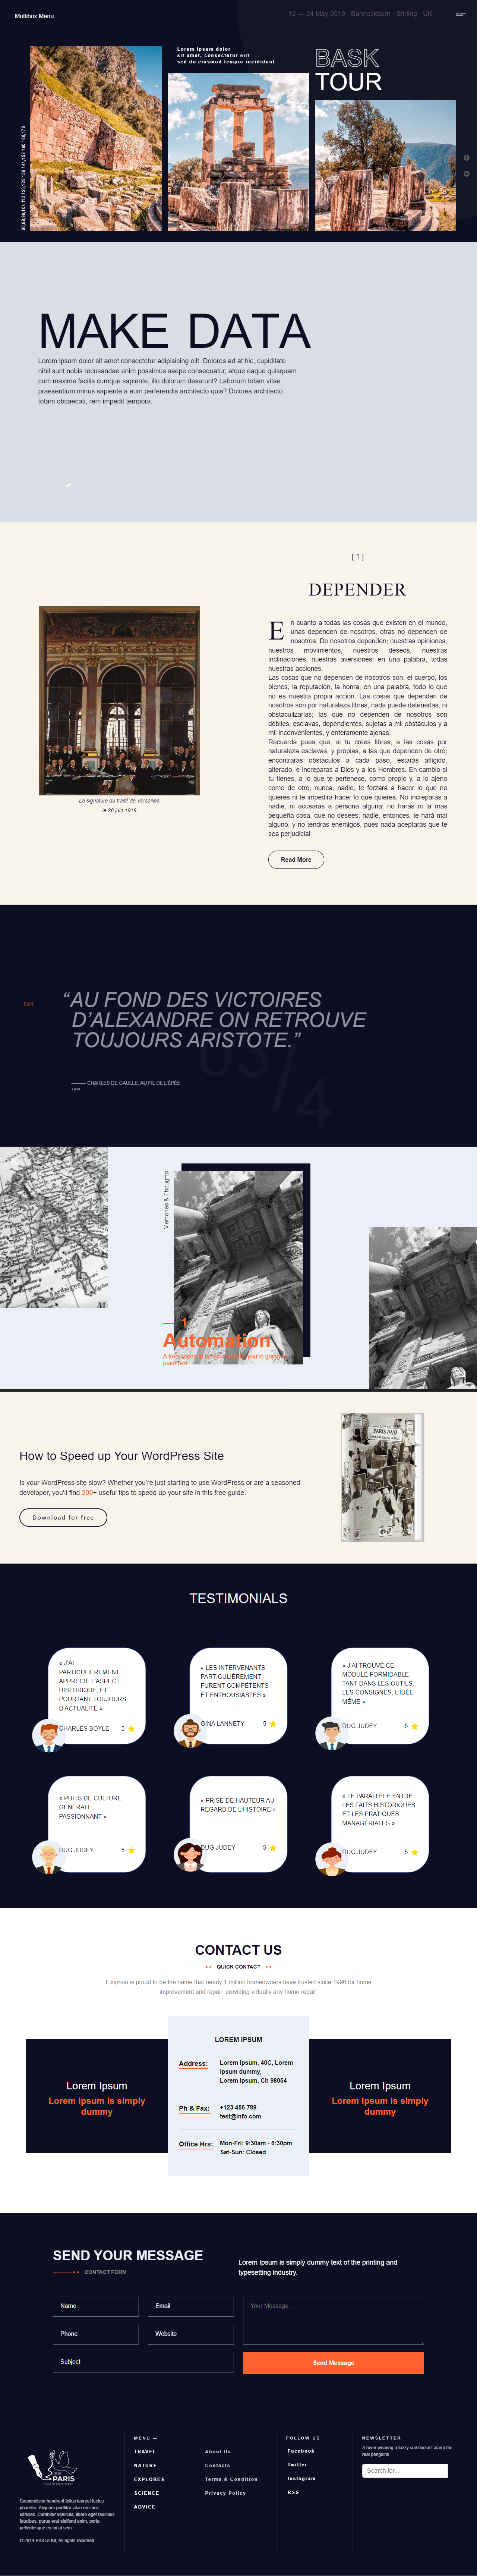 Multibox Menu
12 — 24 May 2019 · Bannockburn · Stirling · UK
Lorem ipsum dolor
sit amet, consectetur elit
sed do eiusmod tempor incididunt
BASK
TOUR
MAKE DATA
Lorem ipsum dolor sit amet consectetur adipisicing elit. Dolores ad at hic, cupiditate
nihil sunt nobis recusandae enim possimus saepe consequatur, atque eaque quisquam
cum maxime facilis cumque sapiente, illo dolorum deserunt? Laborum totam vitae
praesentium minus sapiente a eum perferendis architecto quis? Dolores architecto
totam obcaecati, rem impedit tempora.
[ 1 ]
DEPENDER
En cuanto a todas las cosas que existen en el mundo,
unas dependen de nosotros, otras no dependen de
nosotros. De nosotros dependen; nuestras opiniones,
nuestros movimientos, nuestros deseos, nuestras
inclinaciones, nuestras aversiones; en una palabra, todas
nuestras acciones.
Las cosas que no dependen de nosotros son: el cuerpo, los
bienes, la reputación, la honra; en una palabra, todo lo que
no es nuestra propia acción. Las cosas que dependen de
nosotros son por naturaleza libres, nada puede detenerlas, ni
obstaculizarlas; las que no dependen de nosotros son
débiles, esclavas, dependientes, sujetas a mil obstáculos y a
mil inconvenientes, y enteramente ajenas.
Recuerda pues que, si tu crees libres, a las cosas por
naturaleza esclavas, y propias, a las que dependen de otro;
encontrarás obstáculos a cada paso, estarás afligido,
alterado, e increparas a Dios y a los Hombres. En cambio si
tu tienes, a lo que te pertenece, como propio y, a lo ajeno
como de otro; nunca, nadie, te forzará a hacer lo que no
quieres ni te impedirá hacer lo que quieres. No increparás a
nadie, ni acusarás a persona alguna; no harás ni la más
pequeña cosa, que no desees; nadie, entonces, te hará mal
alguno, y no tendrás enemigos, pues nada aceptarás que te
sea perjudicial
La signature du traité de Versailles
le 28 juin 1919
Read More
“AU FOND DES VICTOIRES
D'ALEXANDRE ON RETROUVE
TOUJOURS ARISTOTE.”
03/4
CHARLES DE GAULLE, AU FIL DE L'ÉPÉE
Memoires & Thoughts
— 1
Automation
How to Speed up Your WordPress Site
Is your WordPress site slow? Whether you're just starting to use WordPress or are a seasoned
developer, you'll find 200+ useful tips to speed up your site in this free guide.
Download for free
PARIS 1919
TESTIMONIALS
« J'AI
PARTICULIÈREMENT
APPRÉCIÉ L'ASPECT
HISTORIQUE, ET
POURTANT TOUJOURS
D'ACTUALITÉ »
CHARLES BOYLE 5
« LES INTERVENANTS
PARTICULIÈREMENT
FURENT COMPÉTENTS
ET ENTHOUSIASTES »
GINA LANNETY 5
« J'AI TROUVÉ CE
MODULE FORMIDABLE
TANT DANS LES OUTILS,
LES CONSIGNES, L'IDÉE
MÊME »
DUG JUDEY 5
« PUITS DE CULTURE
GÉNÉRALE,
PASSIONNANT »
DUG JUDEY 5
« PRISE DE HAUTEUR AU
REGARD DE L'HISTOIRE »
DUG JUDEY 5
« LE PARALLÈLE ENTRE
LES FAITS HISTORIQUES
ET LES PRATIQUES
MANAGÉRIALES »
DUG JUDEY 5
CONTACT US
QUICK CONTACT
Fixyman is proud to be the name that nearly 1 million homeowners have trusted since 1996 for home
improvement and repair, providing virtually any home repair.
Lorem Ipsum
Lorem Ipsum is simply
dummy
LOREM IPSUM
Address: Lorem Ipsum, 40C, Lorem
Ipsum dummy,
Lorem Ipsum, Ch 98054
Ph & Fax: +123 456 789
test@info.com
Office Hrs: Mon-Fri: 9:30am - 6:30pm
Sat-Sun: Closed
Lorem Ipsum
Lorem Ipsum is simply
dummy
SEND YOUR MESSAGE
CONTACT FORM
Lorem Ipsum is simply dummy text of the printing and
typesetting industry.
Name
Email
Your Message...
Phone
Website
Subject
Send Message
PARIS
Suspendisse hendrerit tellus laoreet luctus
pharetra. Aliquam porttitor vitae orci nec
ultricies. Curabitur vehicula, libero eget faucibus
faucibus, purus erat eleifend enim, porta
pellentesque ex mi ut sem.
© 2014 BS3 UI Kit, All rights reserved
MENU —
TRAVEL
NATURE
EXPLORES
SCIENCE
ADVICE
About Us
Contacts
Terms & Condition
Privacy Policy
FOLLOW US
Facebook
Twitter
Instagram
RSS
NEWSLETTER
A rover wearing a fuzzy suit doesn't alarm the
real penguins
Search for...